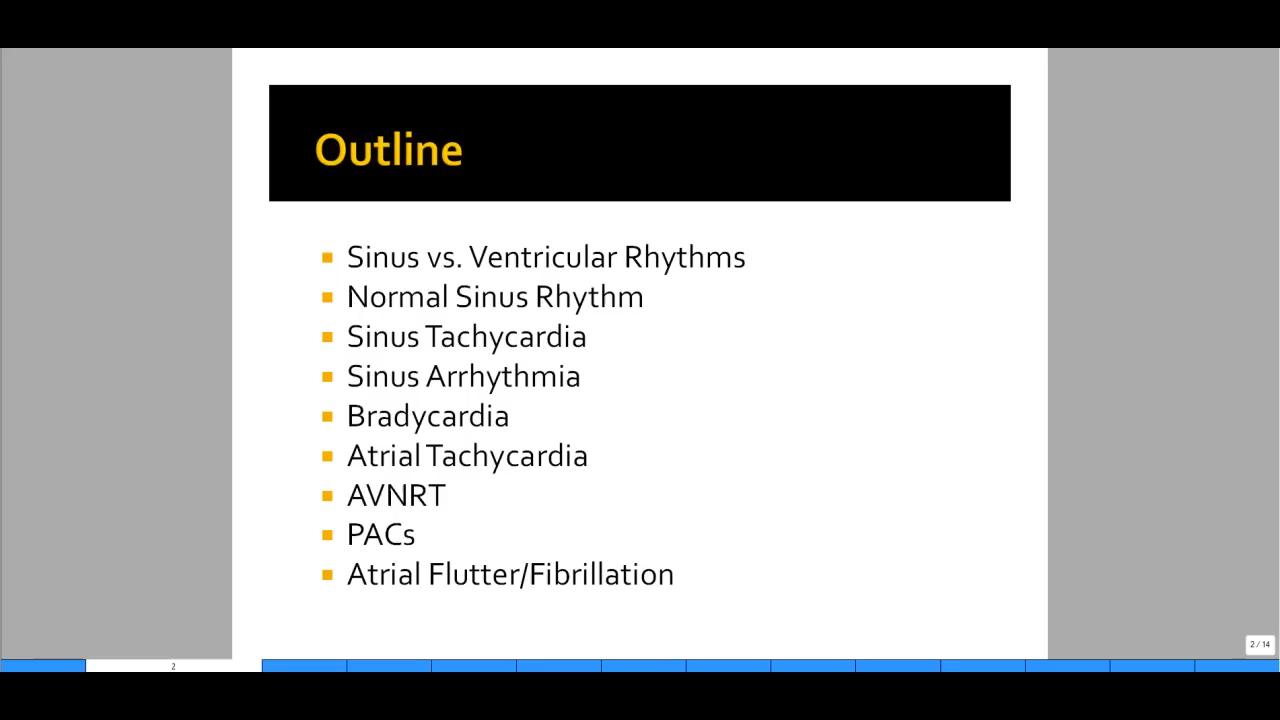 Outline
Sinus vs. Ventricular Rhythms
Normal Sinus Rhythm
Sinus Tachycardia
Sinus Arrhythmia
Bradycardia
Atrial Tachycardia
AVNRT
PACs
Atrial Flutter/Fibrillation
2 / 14
2